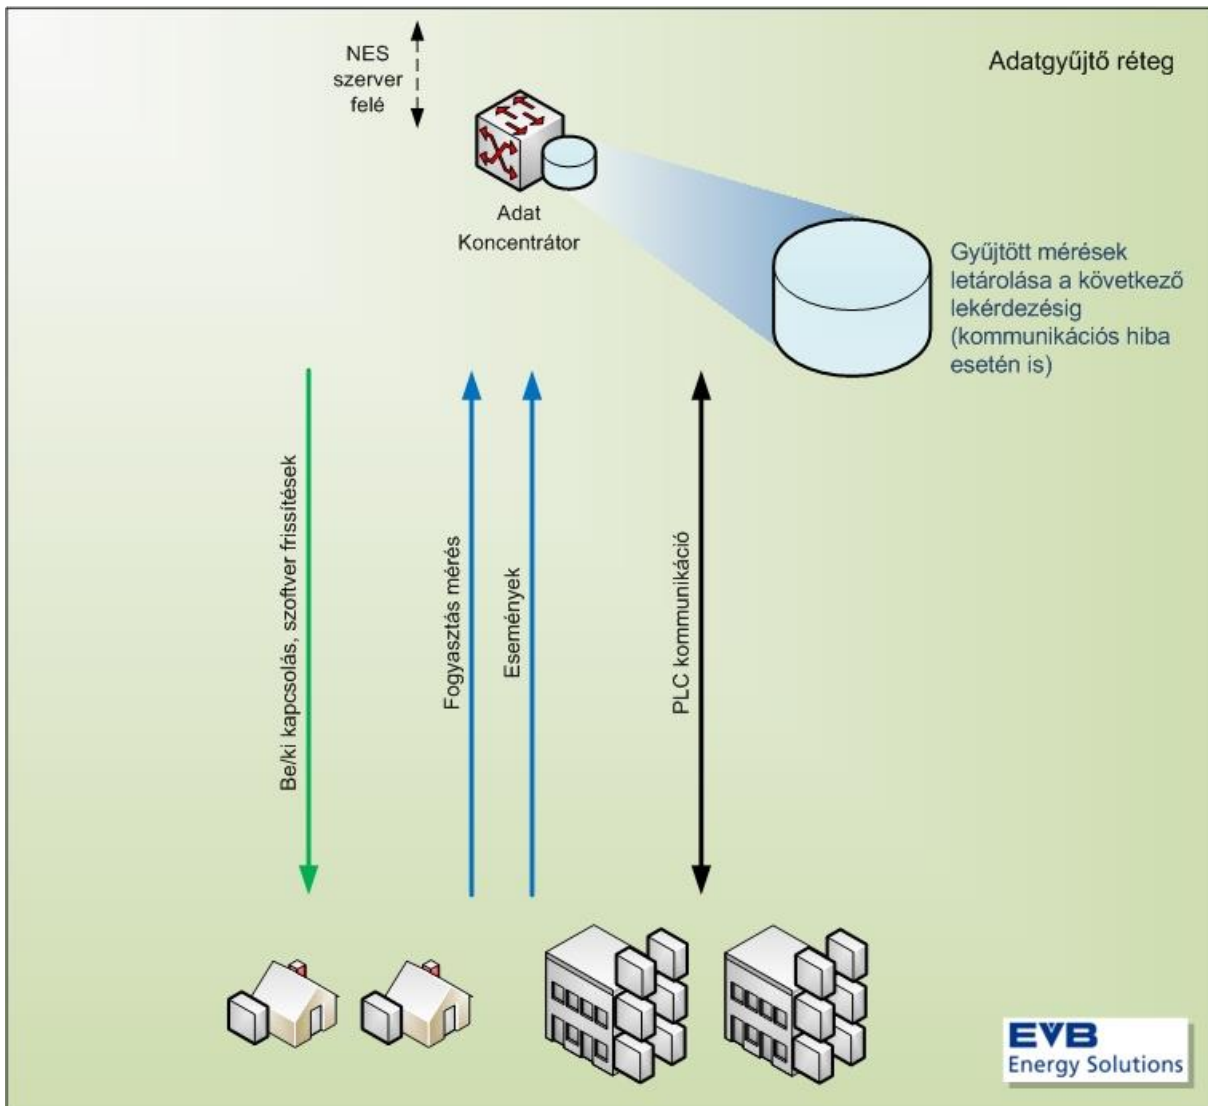 NES
szerver
felé
Adatgyűjtő réteg
Adat
Koncentrátor
Gyűjtött mérések
letárolása a következő
lekérdezésig
(kommunikációs hiba
esetén is)
Be/ki kapcsolás, szoftver frissítések
Fogyasztás mérés
Események
PLC kommunikáció
EVB
Energy Solutions